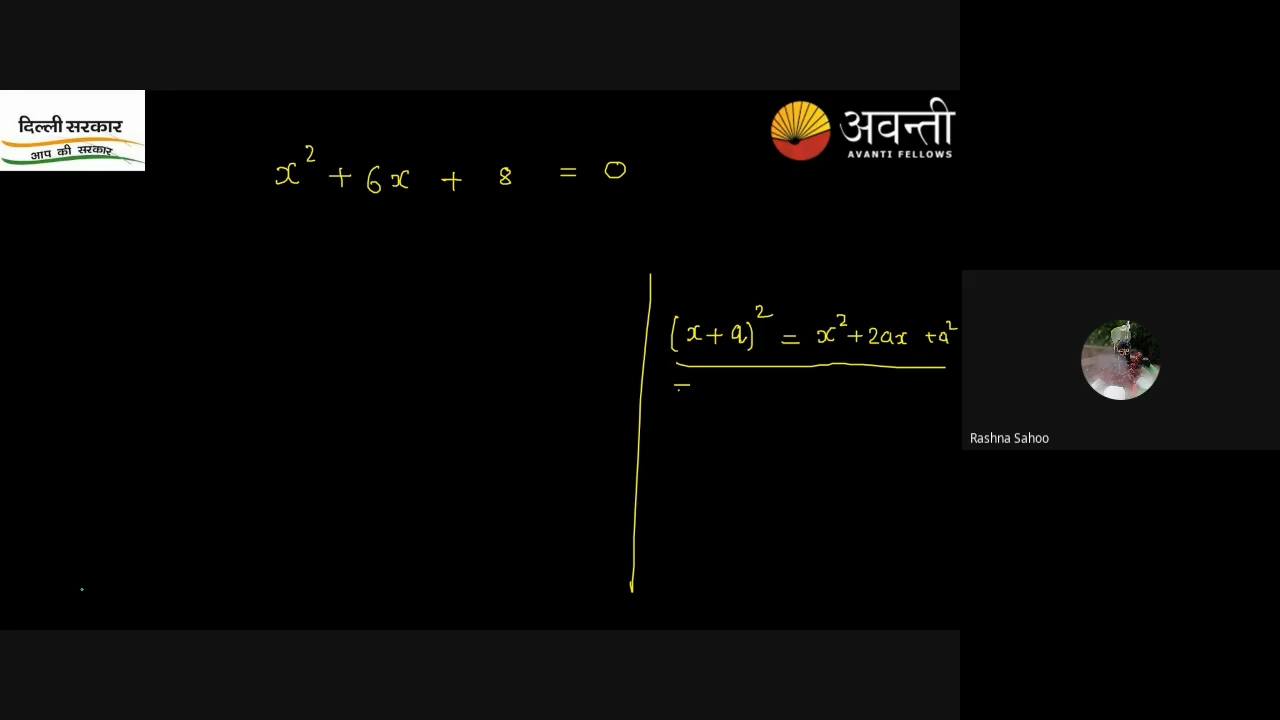 दिल्ली सरकार
आप की सरकार
अवन्ती
AVANTI FELLOWS
x² + 6x + 8 = 0
(x + a)² = x² + 2ax + a²
=
Rashna Sahoo